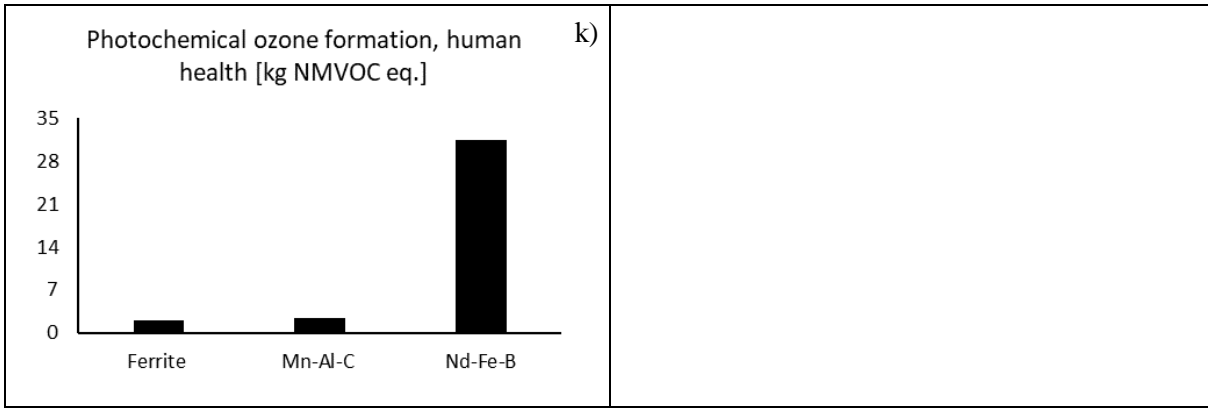 Photochemical ozone formation, human
health [kg NMVOC eq.]
k)
35
28
21
14
7
0
Ferrite
Mn-Al-C
Nd-Fe-B